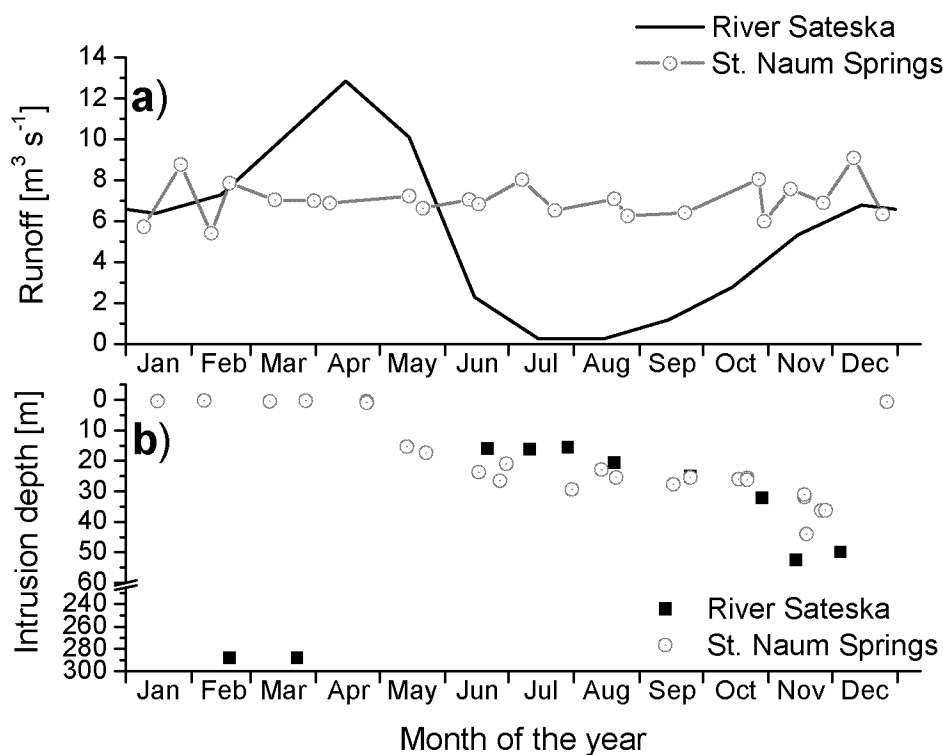 River Sateska
St. Naum Springs
a)
Runoff [m³ s⁻¹]
14
12
10
8
6
4
2
0
Jan Feb Mar Apr May Jun Jul Aug Sep Oct Nov Dec
b)
Intrusion depth [m]
0
10
20
30
40
50
60
240
260
280
300
River Sateska
St. Naum Springs
Jan Feb Mar Apr May Jun Jul Aug Sep Oct Nov Dec
Month of the year